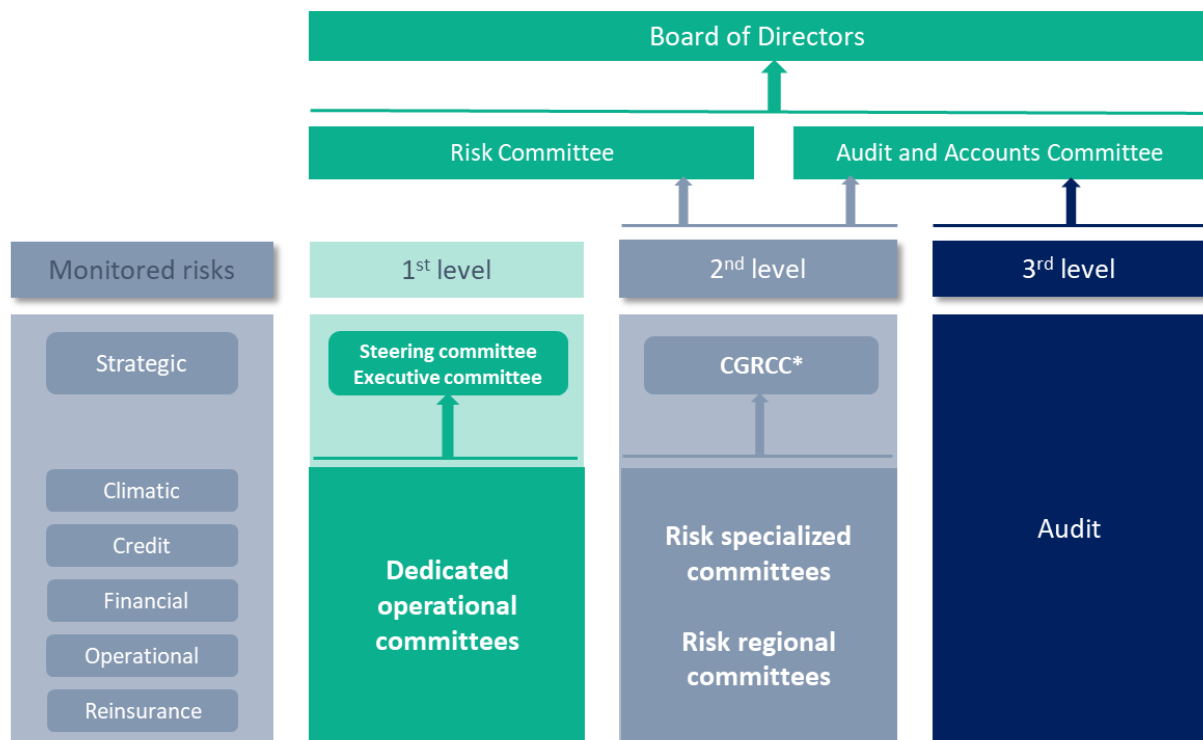 Board of Directors
Risk Committee
Audit and Accounts Committee
Monitored risks
1st level
2nd level
3rd level
Strategic
Climatic
Credit
Financial
Operational
Reinsurance
Steering committee
Executive committee
Dedicated
operational
committees
CGRCC*
Risk specialized
committees
Risk regional
committees
Audit